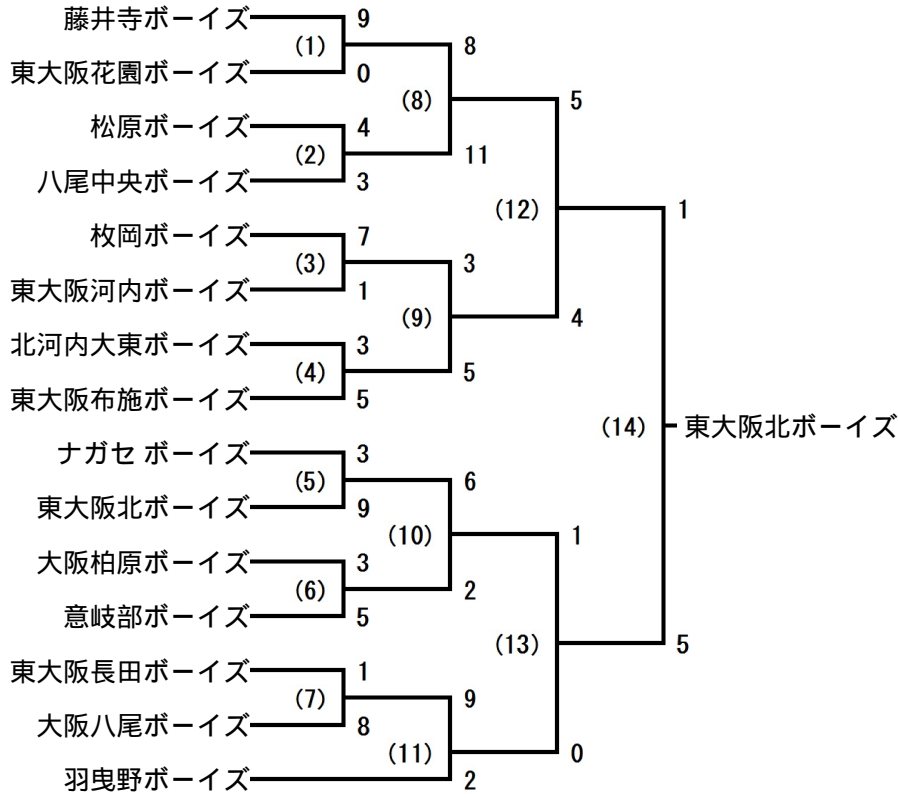 藤井寺ボーイズ 9
(1) 8
東大阪花園ボーイズ 0
(8) 5
松原ボーイズ 4
(2) 11
八尾中央ボーイズ 3
(12) 1
枚岡ボーイズ 7
(3) 3
東大阪河内ボーイズ 1
(9) 4
北河内大東ボーイズ 3
(4) 5
東大阪布施ボーイズ 5
(14) 東大阪北ボーイズ
ナガセ ボーイズ 3
(5) 6
東大阪北ボーイズ 9
(10) 1
大阪柏原ボーイズ 3
(6) 2
意岐部ボーイズ 5
(13) 5
東大阪長田ボーイズ 1
(7) 9
大阪八尾ボーイズ 8
(11) 0
羽曳野ボーイズ 2